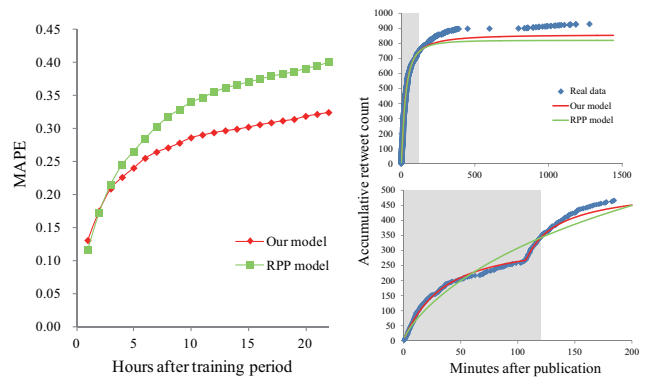 MAPE
0.45
0.40
0.35
0.30
0.25
0.20
0.15
0.10
0.05
0.00
0 5 10 15 20
Hours after training period
Our model
RPP model
Accumulative retweet count
1000
900
800
700
600
500
400
300
200
100
0
0 500 1000 1500
Real data
Our model
RPP model
500
450
400
350
300
250
200
150
100
50
0
0 50 100 150 200
Minutes after publication